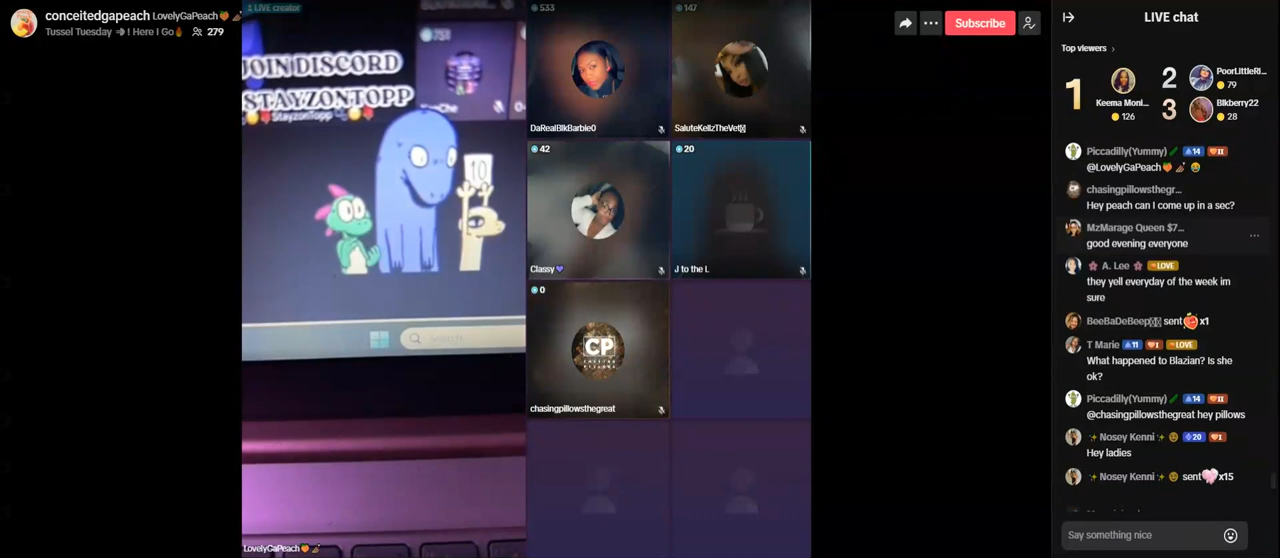 conceitedgapeach LovelyGaPeach🍑💅🏾
Tussel Tuesday 💨! Here I Go🔥 279
LIVE creator
JOIN DISCORD
STAYZONTOPP
StayzonTopp
751
10
Search
LovelyGaPeach🍑💅🏾
533
DaRealBlkBarbie0
147
SaluteKellzTheVet
42
Classy💜
20
J to the L
0
CP
chasingpillowsthegreat
Subscribe
LIVE chat
Top viewers
1
Keema Moni...
126
2
PoorLittleRi...
79
3
Blkberry22
28
Piccadilly(Yummy) 14 II
@LovelyGaPeach🍑💅🏾 😭
chasingpillowsthegr...
Hey peach can I come up in a sec?
MzMarage Queen $7...
good evening everyone
🌸 A. Lee 🌸 LOVE
they yell everyday of the week im
sure
BeeBaDeBeep sent x1
T Marie 11 I LOVE
What happened to Blazian? Is she
ok?
Piccadilly(Yummy) 14 II
@chasingpillowsthegreat hey pillows
✨ Nosey Kenni ✨ 20 I
Hey ladies
✨ Nosey Kenni ✨ sent x15
Say something nice